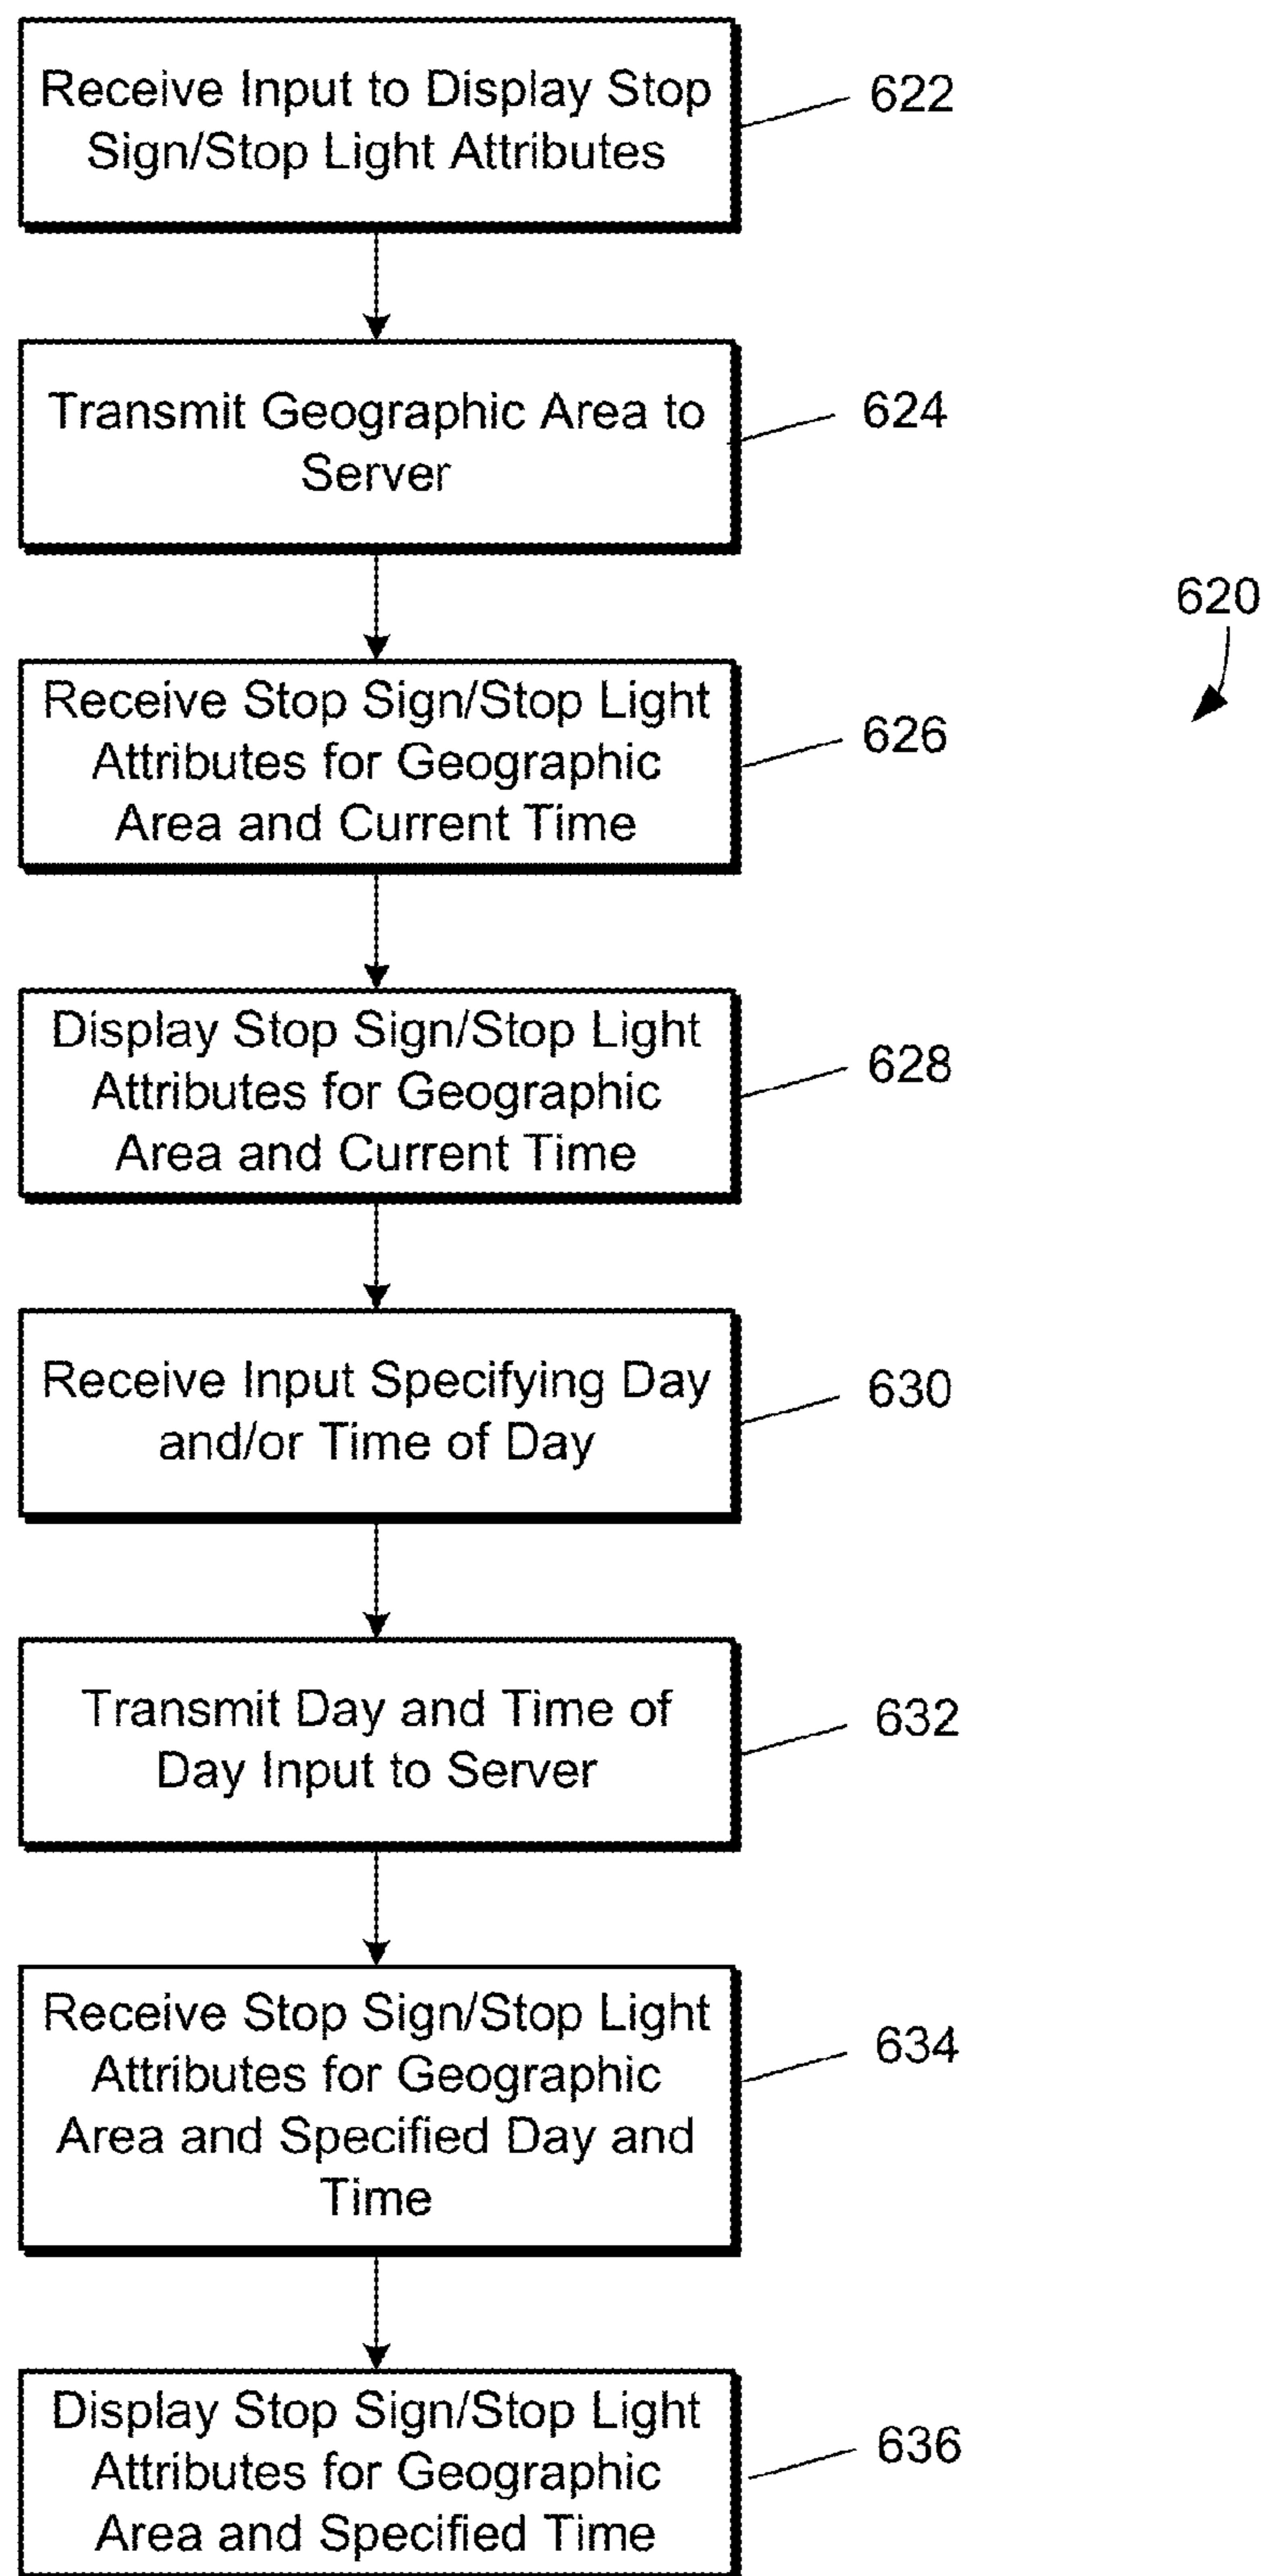 Receive Input to Display Stop
Sign/Stop Light Attributes
622
Transmit Geographic Area to
Server
624
620
Receive Stop Sign/Stop Light
Attributes for Geographic
Area and Current Time
626
Display Stop Sign/Stop Light
Attributes for Geographic
Area and Current Time
628
Receive Input Specifying Day
and/or Time of Day
630
Transmit Day and Time of
Day Input to Server
632
Receive Stop Sign/Stop Light
Attributes for Geographic
Area and Specified Day and
Time
634
Display Stop Sign/Stop Light
Attributes for Geographic
Area and Specified Time
636